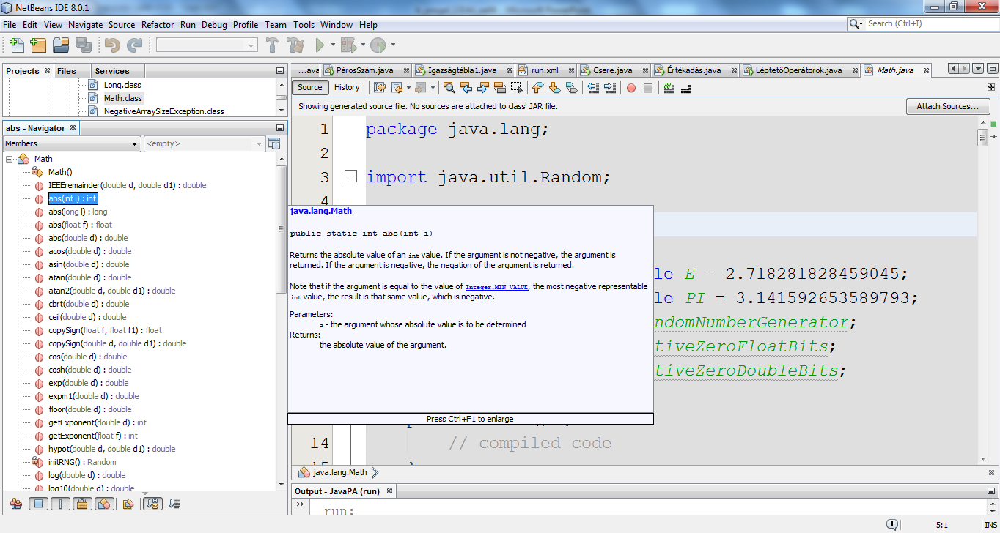 NetBeans IDE 8.0.1
File Edit View Navigate Source Refactor Run Debug Profile Team Tools Window Help
Search (Ctrl+I)
Projects Files Services
Long.class
Math.class
NegativeArraySizeException.class
abs - Navigator
Members
<empty>
Math
Math()
IEEEremainder(double d, double d1) : double
abs(int i) : int
abs(long l) : long
abs(float f) : float
abs(double d) : double
acos(double d) : double
asin(double d) : double
atan(double d) : double
atan2(double d, double d1) : double
cbrt(double d) : double
ceil(double d) : double
copySign(float f, float f1) : float
copySign(double d, double d1) : double
cos(double d) : double
cosh(double d) : double
exp(double d) : double
expm1(double d) : double
floor(double d) : double
getExponent(double d) : int
getExponent(float f) : int
hypot(double d, double d1) : double
initRNG() : Random
log(double d) : double
log10(double d) : double
...ava PárosSzám.java Igazságtábla1.java run.xml Csere.java Értékadás.java LéptetőOperátorok.java Math.java
Source History
Showing generated source file. No sources are attached to class' JAR file.
Attach Sources...
1 package java.lang;
2
3 import java.util.Random;
4
java.lang.Math
public static int abs(int i)
Returns the absolute value of an int value. If the argument is not negative, the argument is
returned. If the argument is negative, the negation of the argument is returned.
Note that if the argument is equal to the value of Integer.MIN_VALUE, the most negative representable
int value, the result is that same value, which is negative.
Parameters:
a - the argument whose absolute value is to be determined
Returns:
the absolute value of the argument.
Press Ctrl+F1 to enlarge
le E = 2.718281828459045;
le PI = 3.141592653589793;
ndomNumberGenerator;
tiveZeroFloatBits;
tiveZeroDoubleBits;
14 // compiled code
15 }
java.lang.Math
Output - JavaPA (run)
run:
1
5:1
INS